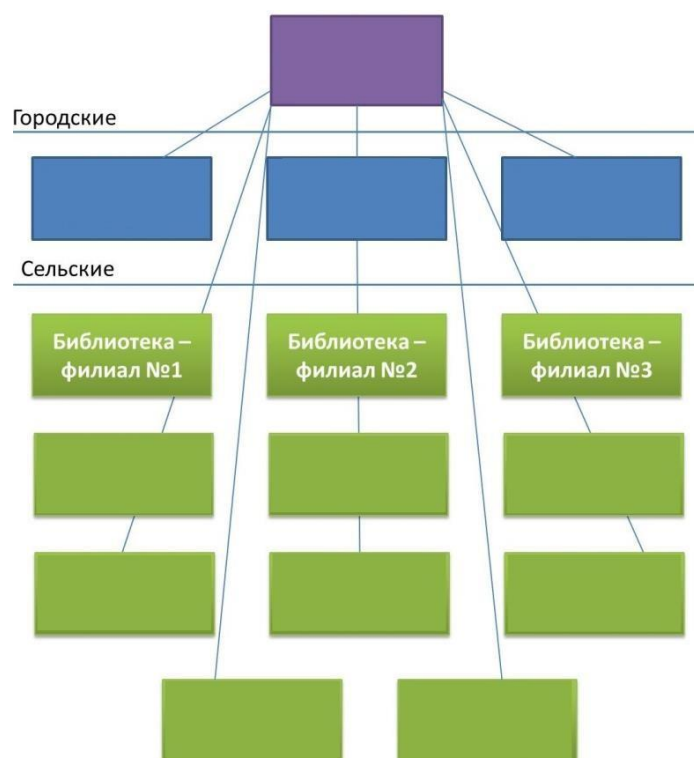 Городские
Сельские
Библиотека –
филиал №1
Библиотека –
филиал №2
Библиотека –
филиал №3